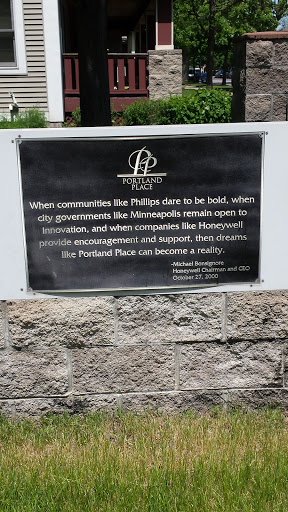 PP
PORTLAND
PLACE
When communities like Phillips dare to be bold, when
city governments like Minneapolis remain open to
innovation, and when companies like Honeywell
provide encouragement and support, then dreams
like Portland Place can become a reality.
-Michael Bonsignore
Honeywell Chairman and CEO
October 27, 2000